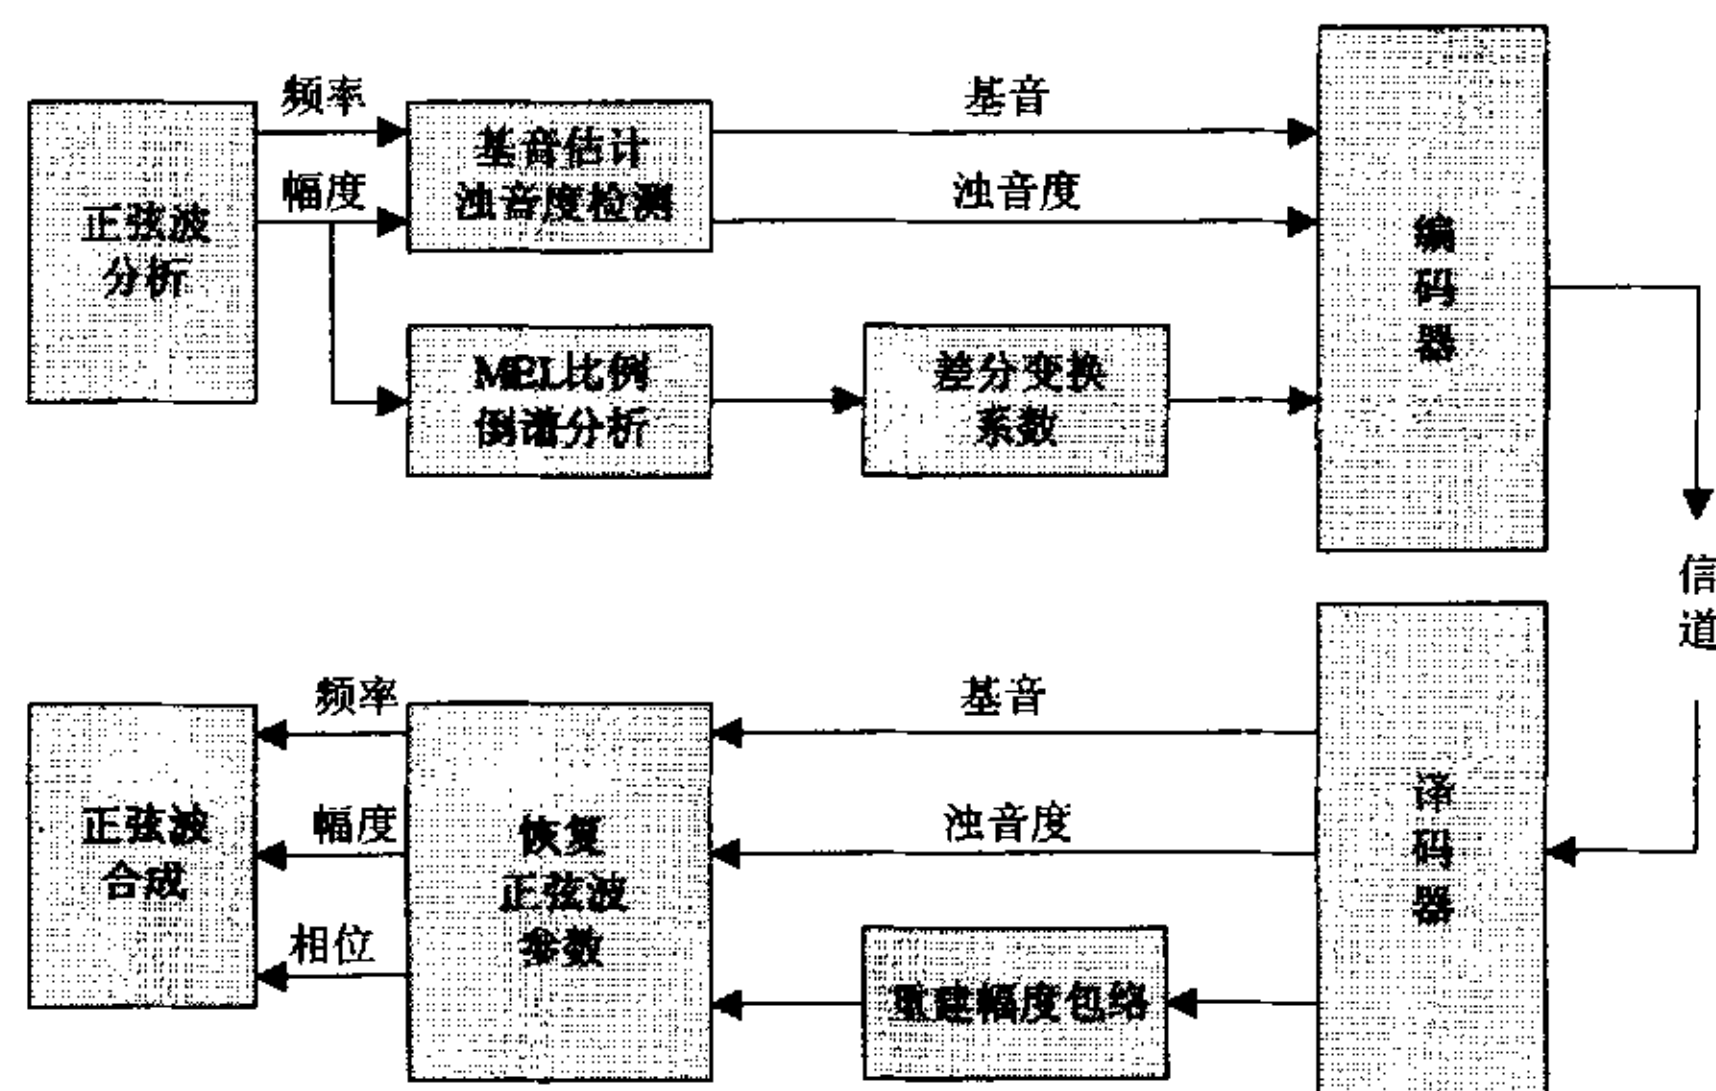 频率
基音
基音估计
浊音度检测
幅度
浊音度
正弦波
分析
编
码
器
MEL比例
倒谱分析
差分变换
系数
信
道
频率
基音
幅度
浊音度
正弦波
合成
恢复
正弦波
参数
译
码
器
相位
重建幅度包络